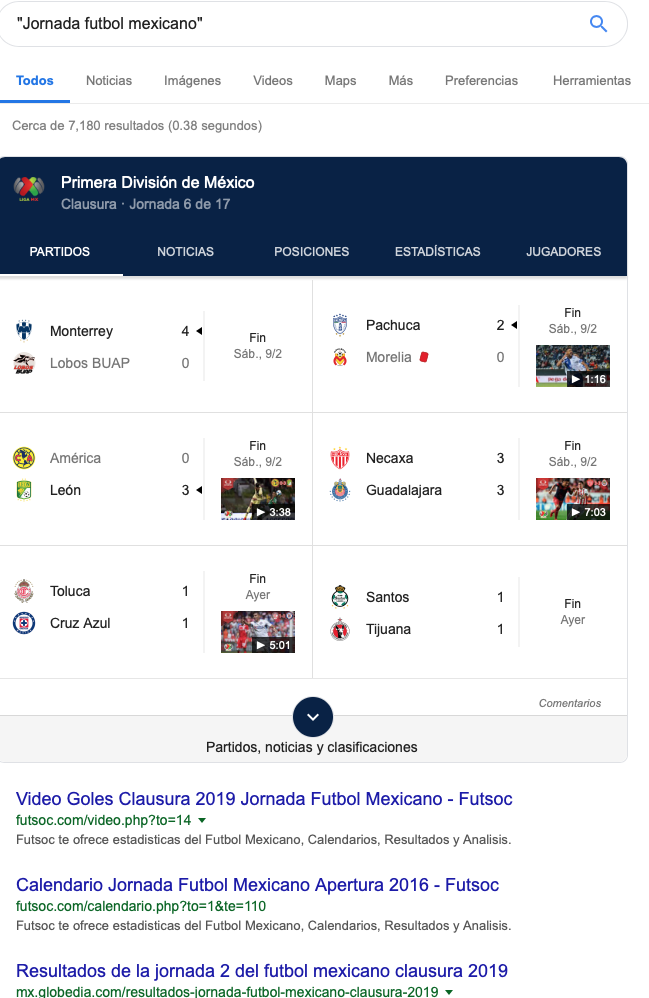 "Jornada futbol mexicano"
Todos Noticias Imágenes Videos Maps Más Preferencias Herramientas
Cerca de 7,180 resultados (0.38 segundos)
LIGA MX
Primera División de México
Clausura · Jornada 6 de 17
PARTIDOS NOTICIAS POSICIONES ESTADÍSTICAS JUGADORES
Monterrey 4
Lobos BUAP 0
Fin
Sáb., 9/2
Pachuca 2
Morelia 0
Fin
Sáb., 9/2
1:16
América 0
León 3
Fin
Sáb., 9/2
3:38
Necaxa 3
Guadalajara 3
Fin
Sáb., 9/2
7:03
Toluca 1
Cruz Azul 1
Fin
Ayer
5:01
Santos 1
Tijuana 1
Fin
Ayer
Comentarios
Partidos, noticias y clasificaciones
Video Goles Clausura 2019 Jornada Futbol Mexicano - Futsoc
futsoc.com/video.php?to=14
Futsoc te ofrece estadisticas del Futbol Mexicano, Calendarios, Resultados y Analisis.
Calendario Jornada Futbol Mexicano Apertura 2016 - Futsoc
futsoc.com/calendario.php?to=1&te=110
Futsoc te ofrece estadisticas del Futbol Mexicano, Calendarios, Resultados y Analisis.
Resultados de la jornada 2 del futbol mexicano clausura 2019
mx.globedia.com/resultados-jornada-futbol-mexicano-clausura-2019